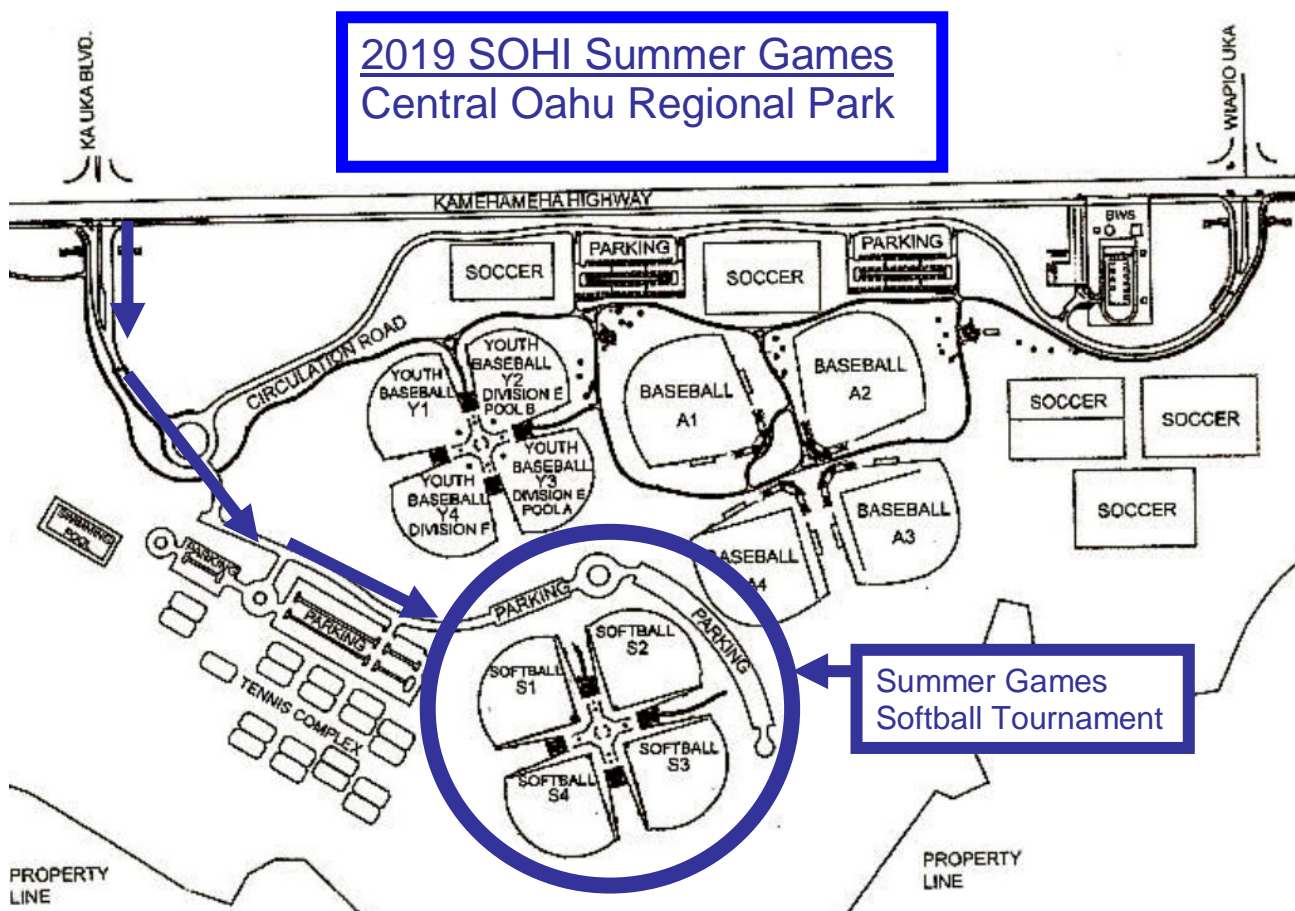 2019 SOHI Summer Games
Central Oahu Regional Park
KA UKA BLVD.
WIAPIO UKA
KAMEHAMEHA HIGHWAY
BWS
PARKING
PARKING
SOCCER
SOCCER
CIRCULATION ROAD
YOUTH
BASEBALL
Y1
YOUTH
BASEBALL
Y2
DIVISION E
POOL B
BASEBALL
A1
BASEBALL
A2
SOCCER
SOCCER
SOCCER
YOUTH
BASEBALL
Y4
DIVISION F
YOUTH
BASEBALL
Y3
DIVISION E
POOL A
BASEBALL
A3
BASEBALL
A4
SWIMMING
POOL
PARKING
PARKING
PARKING
PARKING
TENNIS COMPLEX
SOFTBALL
S1
SOFTBALL
S2
SOFTBALL
S3
SOFTBALL
S4
Summer Games
Softball Tournament
PROPERTY
LINE
PROPERTY
LINE